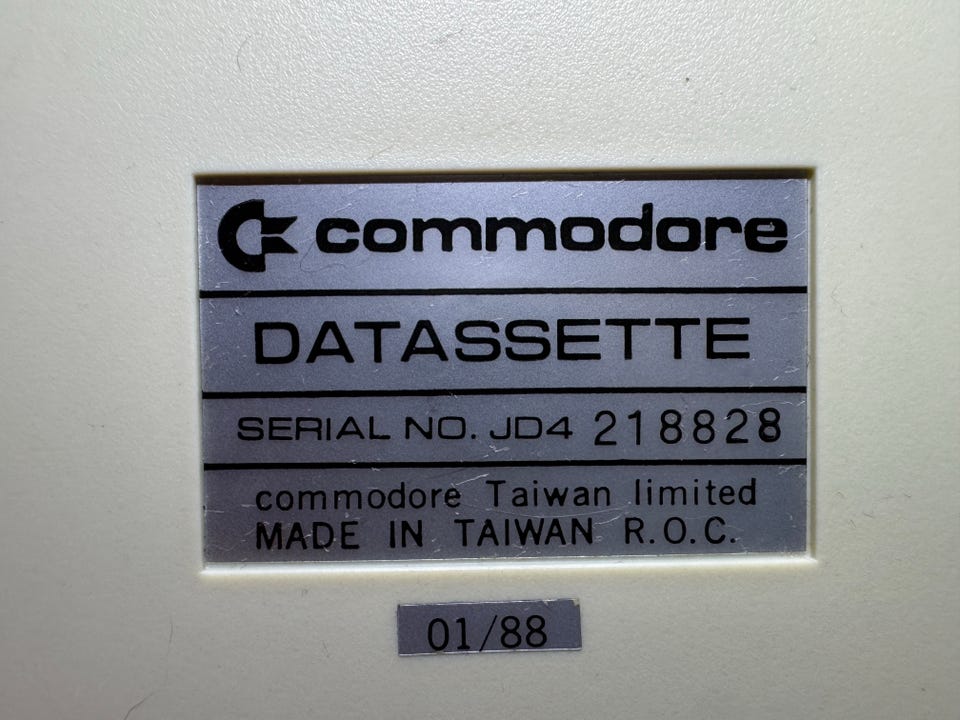 commodore
DATASSETTE
SERIAL NO. JD4 218828
commodore Taiwan limited
MADE IN TAIWAN R.O.C.
01/88